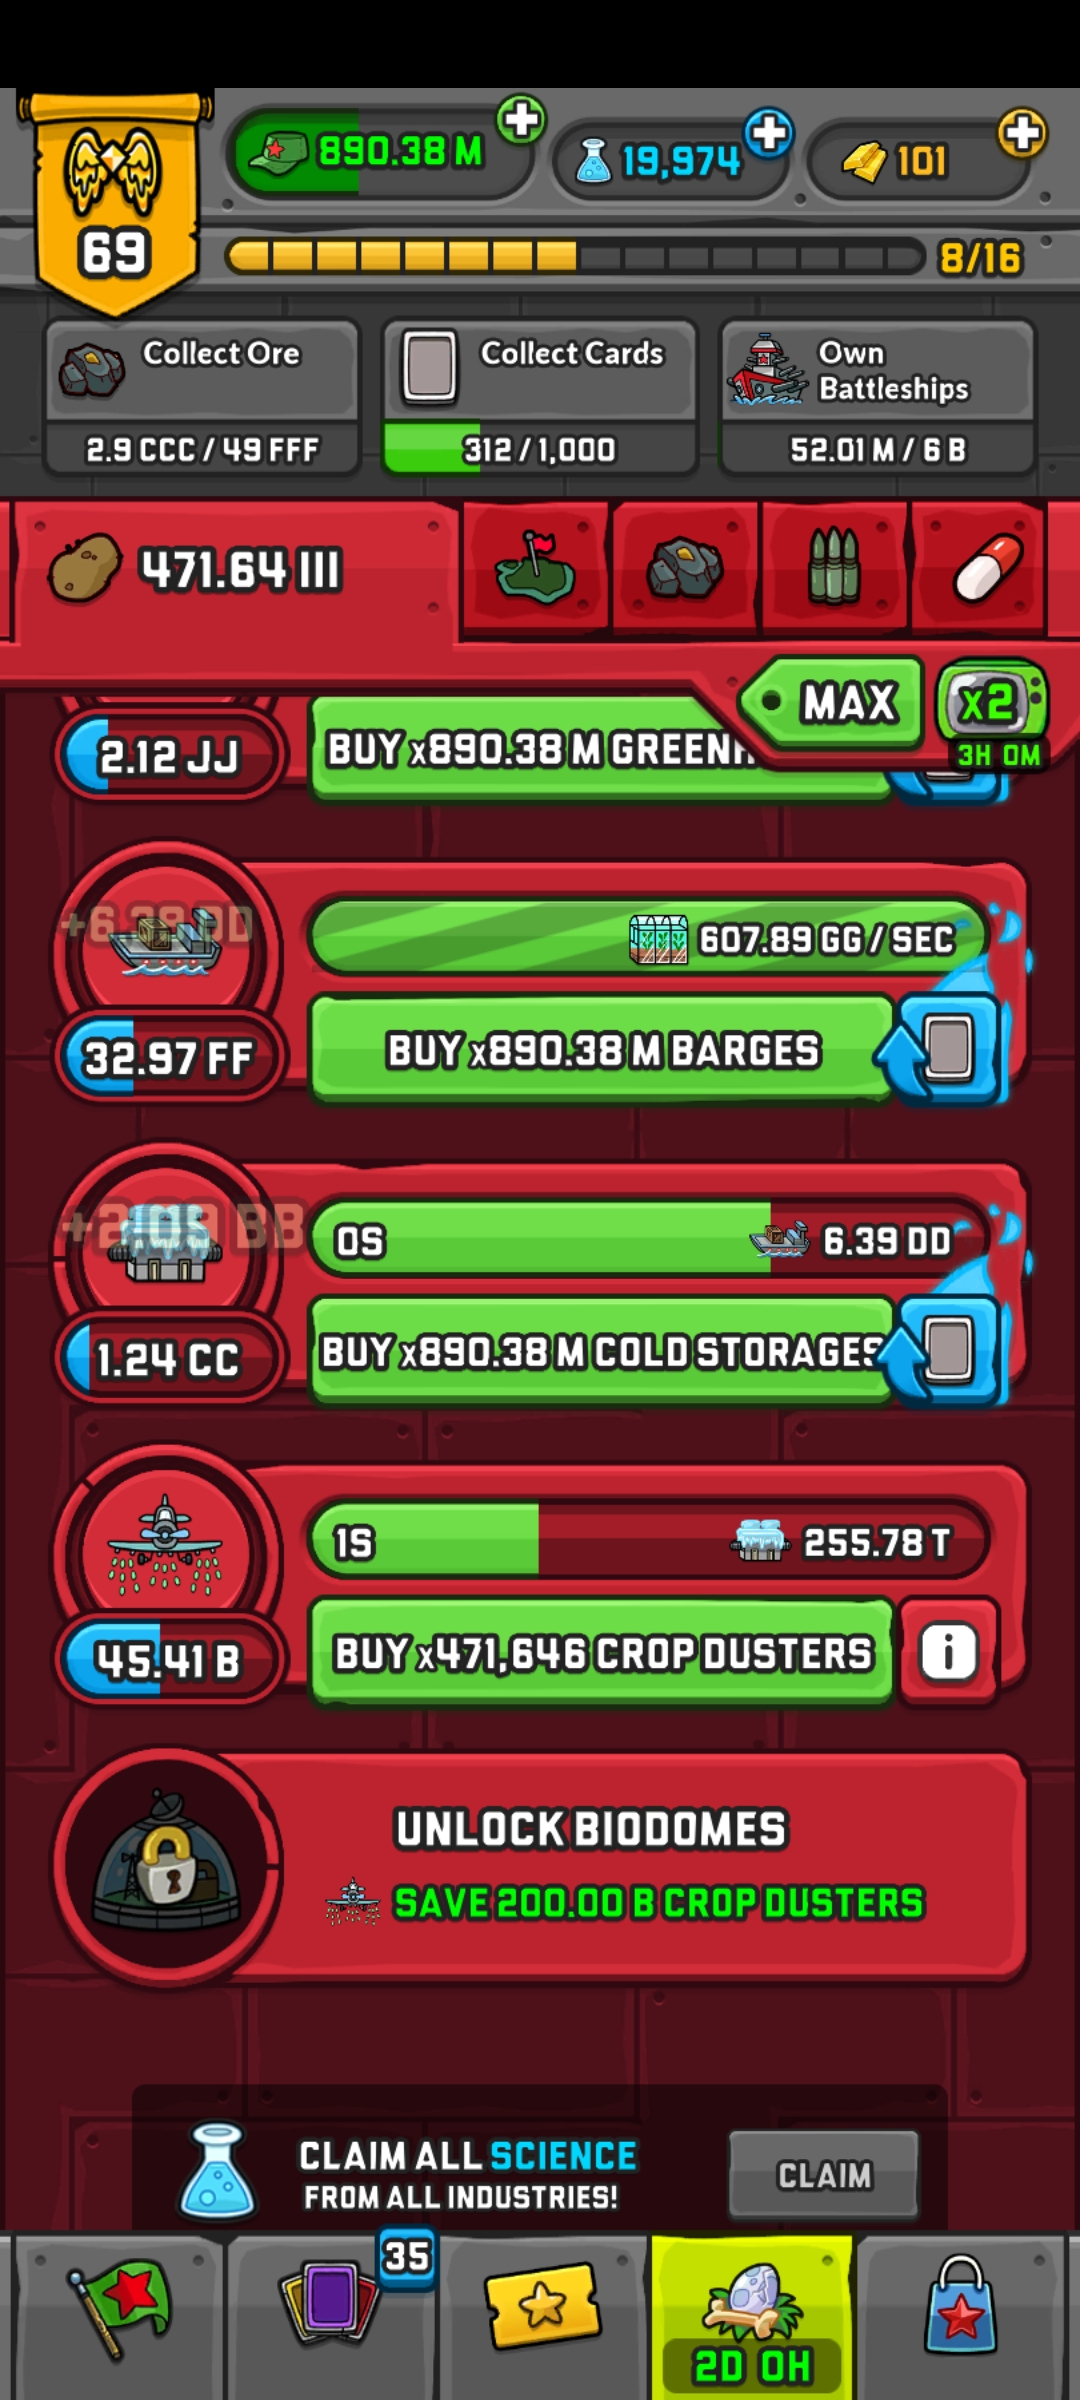 69
890.38 M
19,974
101
8/16
Collect Ore
2.9 CCC / 49 FFF
Collect Cards
312 / 1,000
Own
Battleships
52.01 M / 6 B
471.64 III
MAX
x2
3H 0M
2.12 JJ
BUY x890.38 M GREENH
+6.39 DD
607.89 GG / SEC
32.97 FF
BUY x890.38 M BARGES
BB
0S
6.39 DD
1.24 CC
BUY x890.38 M COLD STORAGES
1S
255.78 T
45.41 B
BUY x471,646 CROP DUSTERS
i
UNLOCK BIODOMES
SAVE 200.00 B CROP DUSTERS
CLAIM ALL SCIENCE
FROM ALL INDUSTRIES!
CLAIM
35
2D 0H